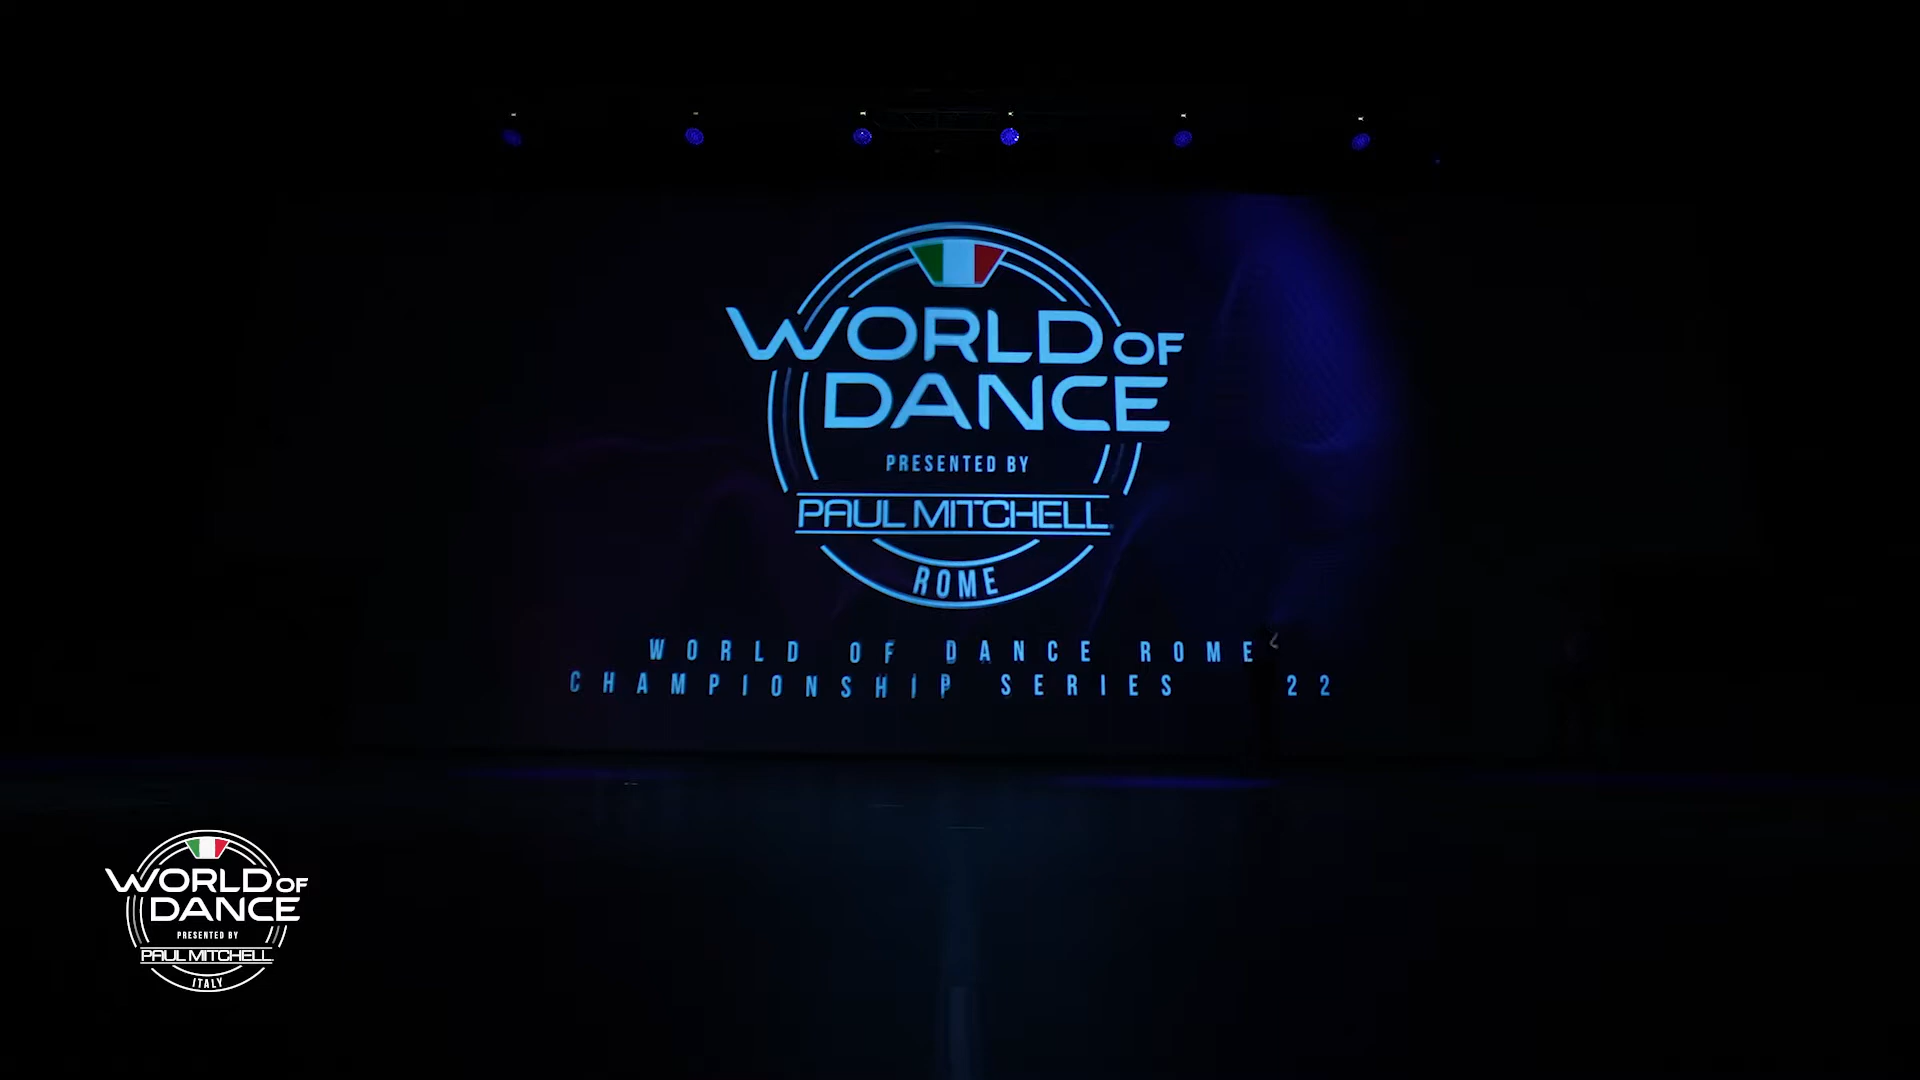 WORLD OF
DANCE
PRESENTED BY
PAUL MITCHELL
ROME
WORLD OF DANCE ROME
CHAMPIONSHIP SERIES 22
WORLD OF
DANCE
PRESENTED BY
PAUL MITCHELL
ITALY